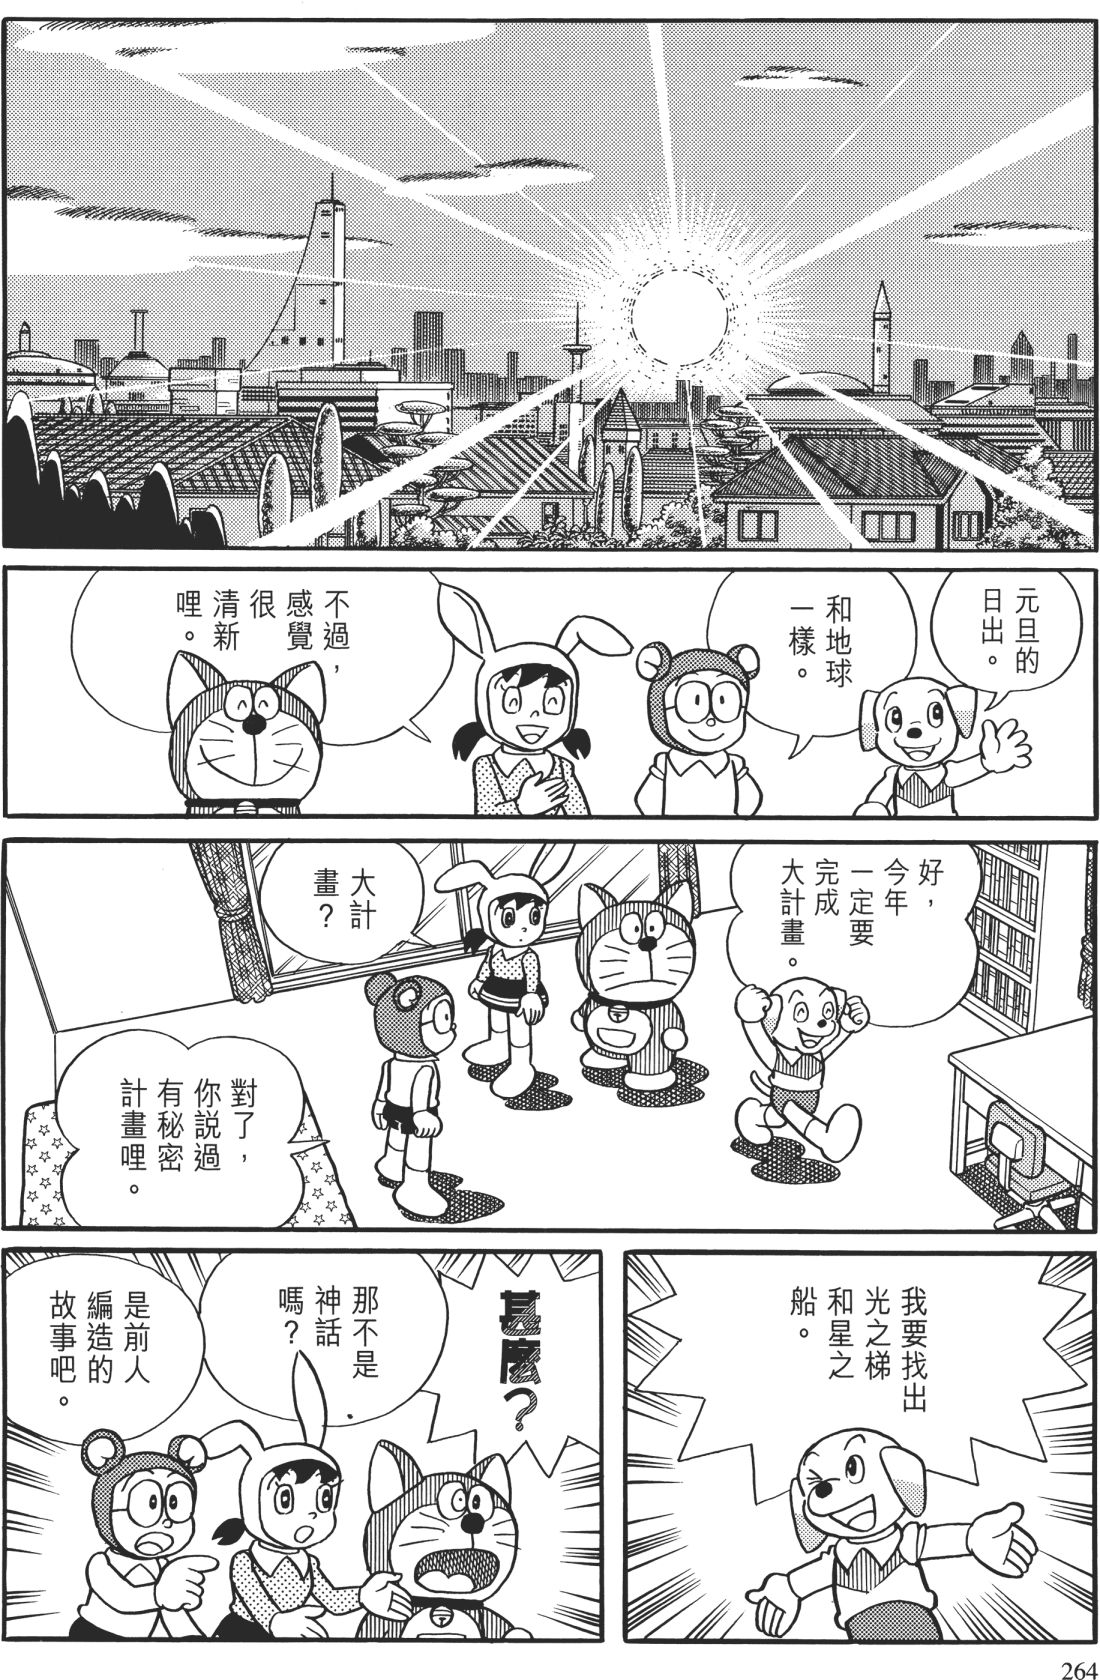 元旦的
日出。
和地球
一樣。
不過，
感覺
很
清新
哩。
好，
今年
一定要
完成
大計畫。
大計
畫？
對了，
你説過
有秘密
計畫哩。
我要找出
光之梯
和星之
船。
甚麼？
那不是
神話
嗎？
是前人
編造的
故事吧。
264